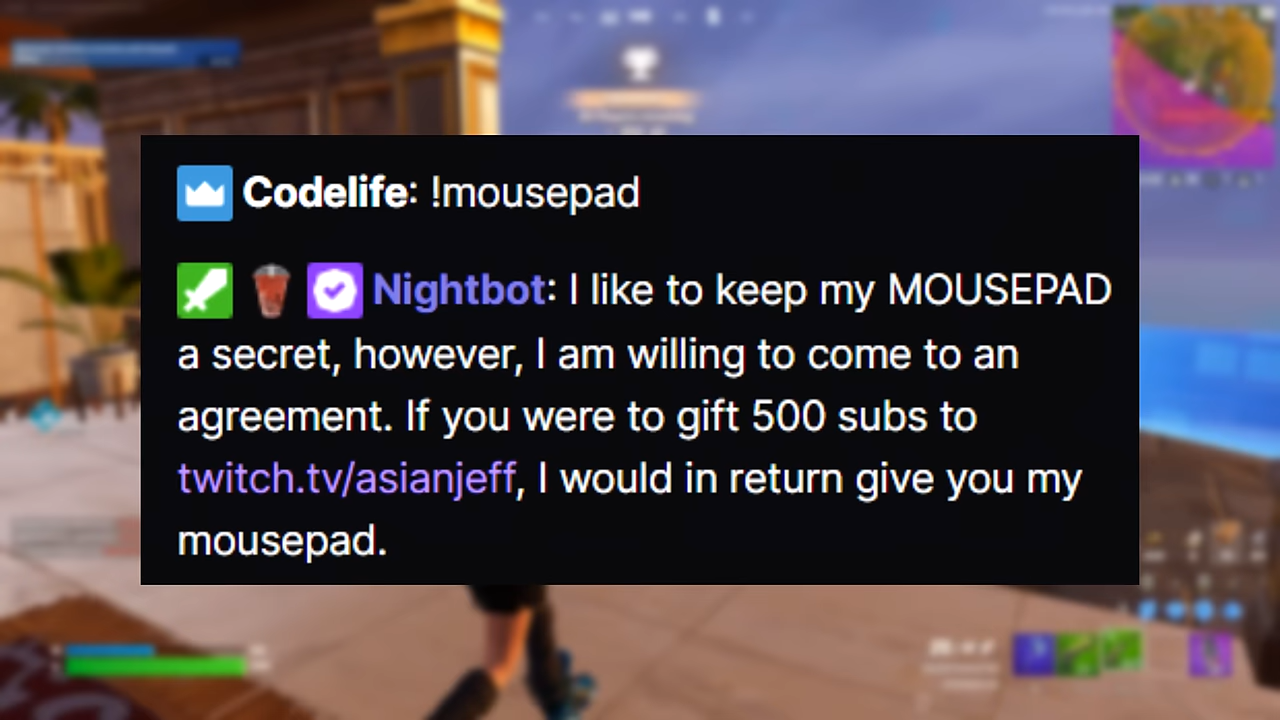 Codelife: !mousepad
Nightbot: I like to keep my MOUSEPAD
a secret, however, I am willing to come to an
agreement. If you were to gift 500 subs to
twitch.tv/asianjeff, I would in return give you my
mousepad.